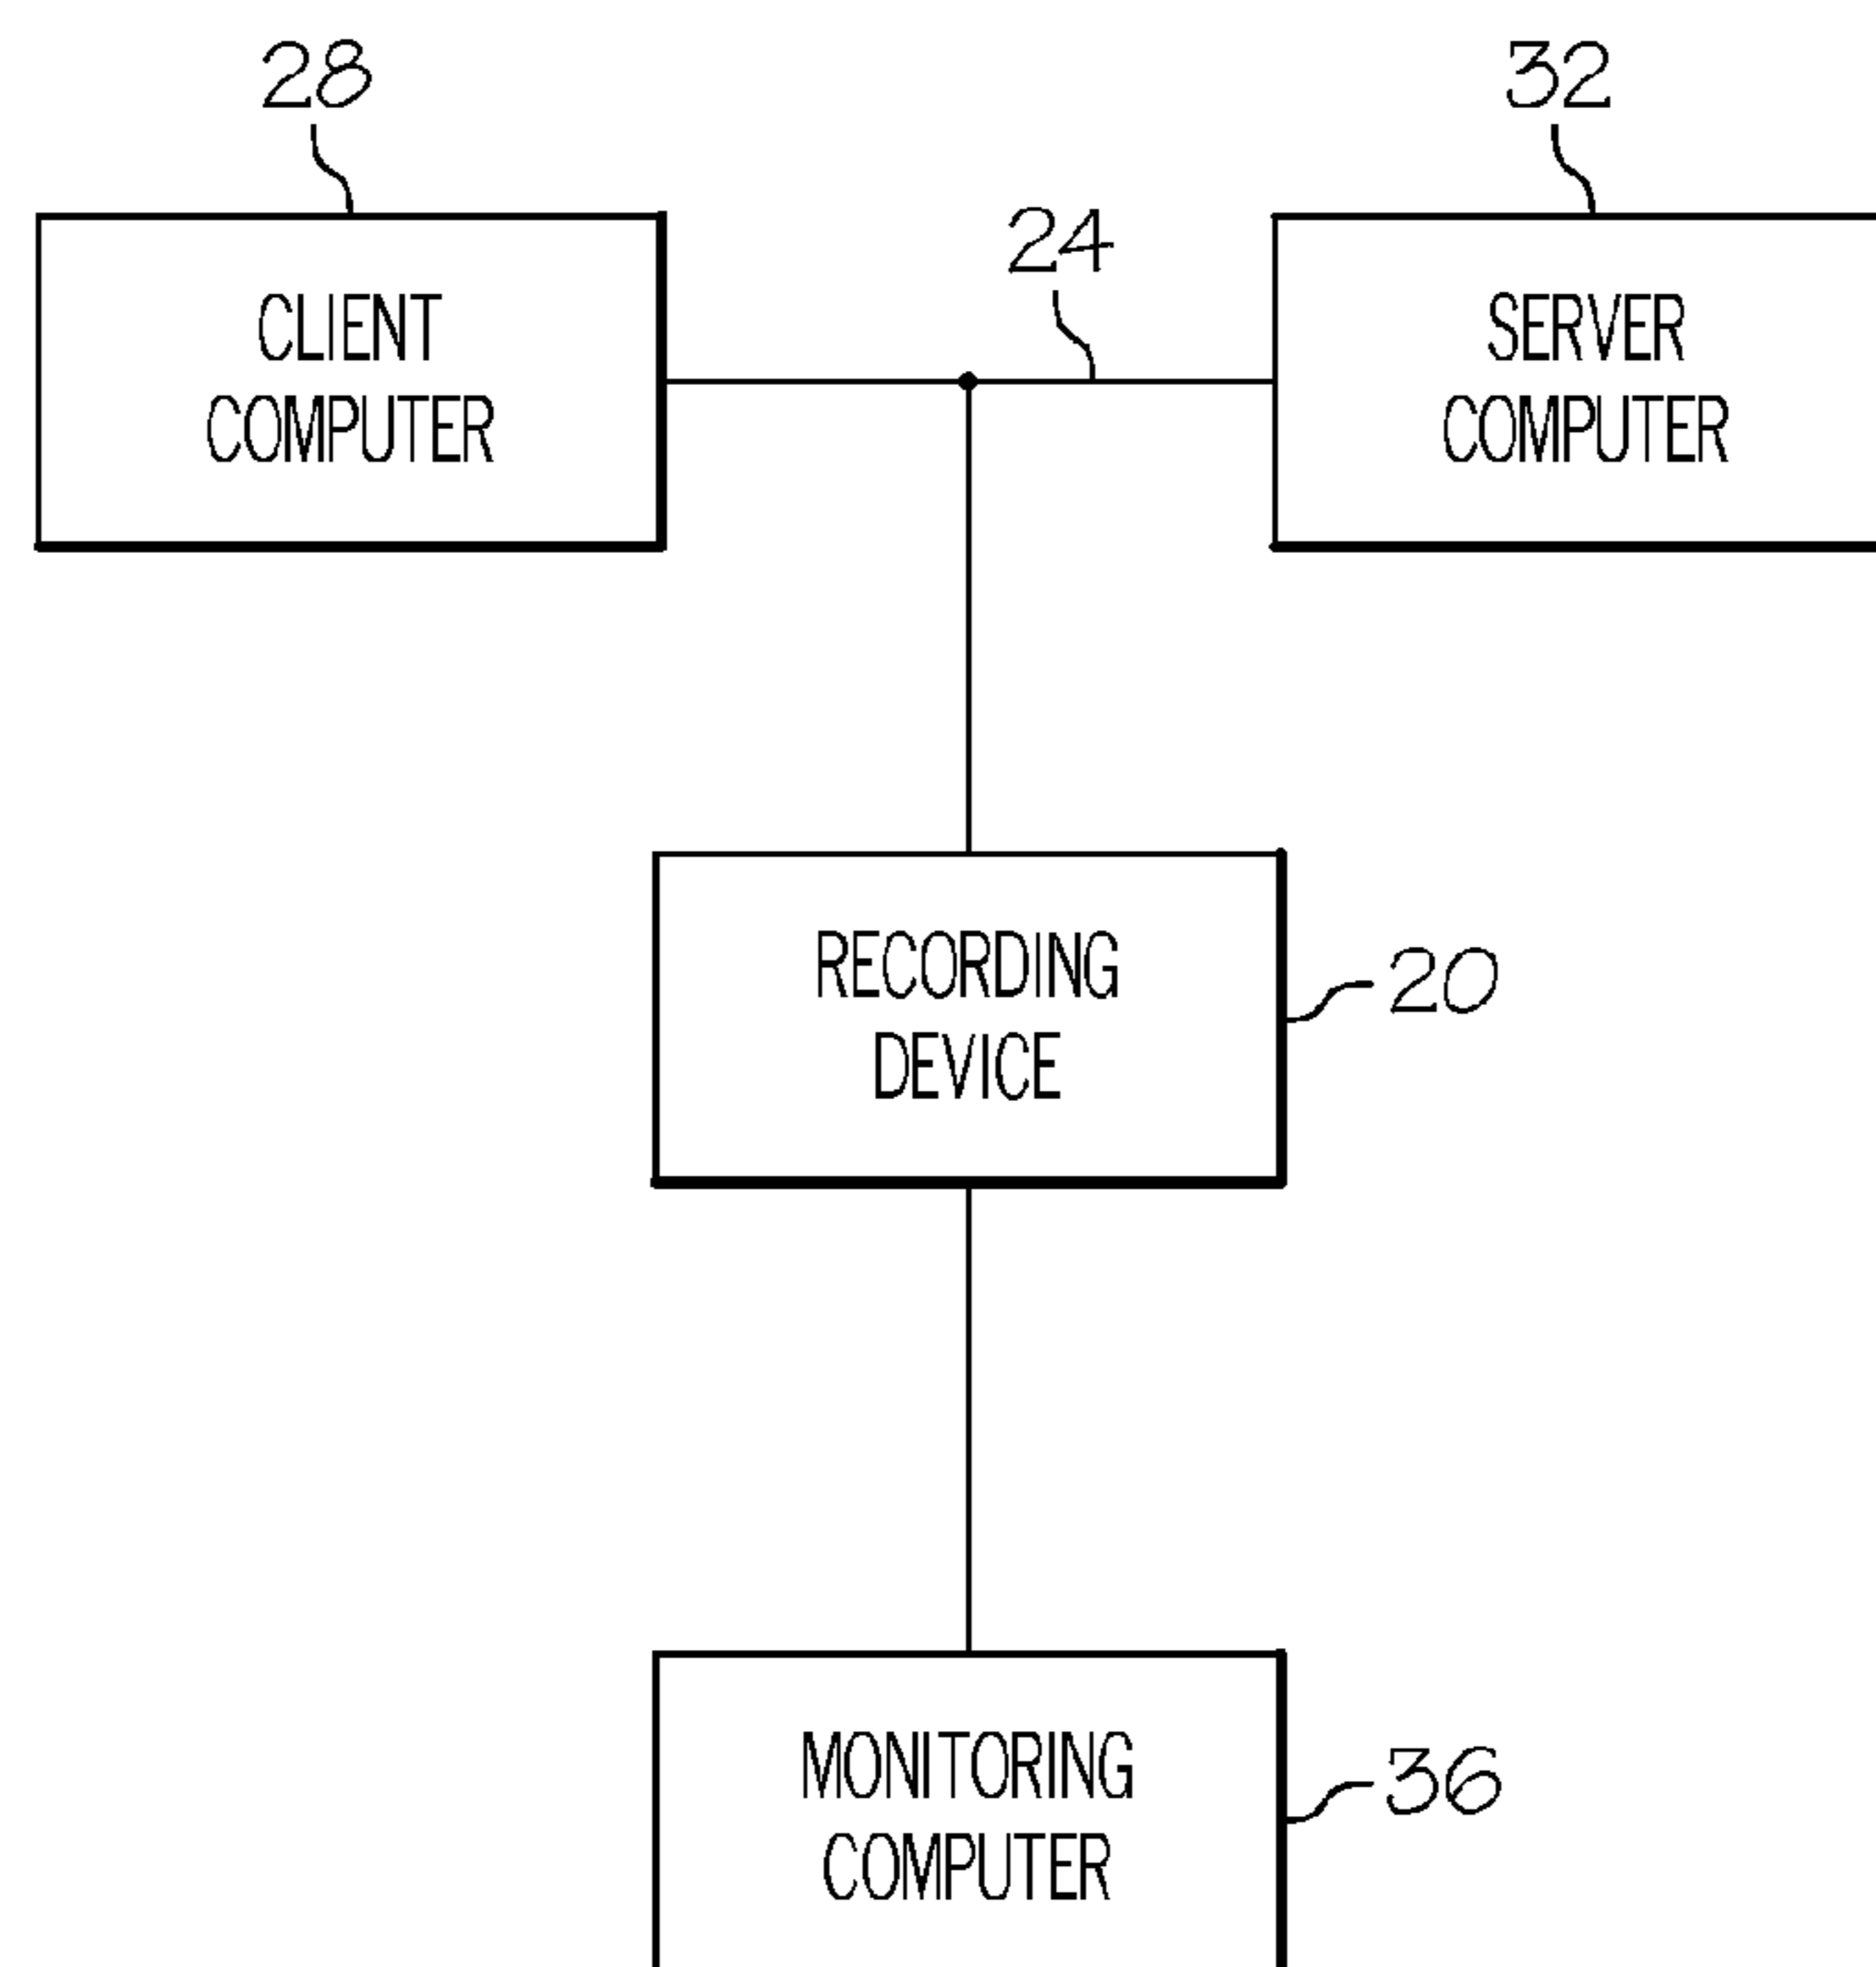 28
32
24
CLIENT
COMPUTER
SERVER
COMPUTER
RECORDING
DEVICE
20
MONITORING
COMPUTER
36